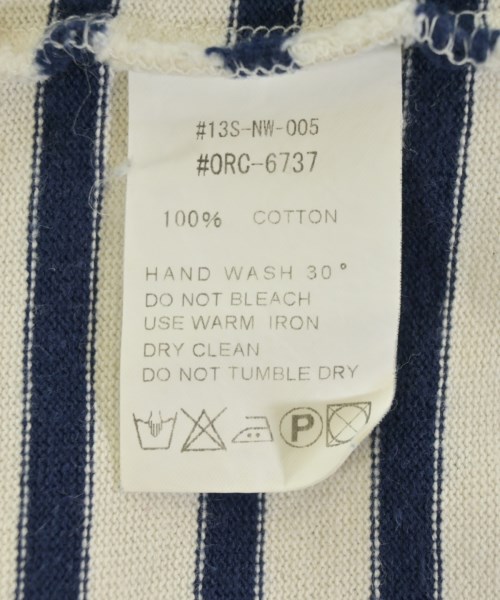 #13S-NW-005
#ORC-6737
100% COTTON
HAND WASH 30°
DO NOT BLEACH
USE WARM IRON
DRY CLEAN
DO NOT TUMBLE DRY
P